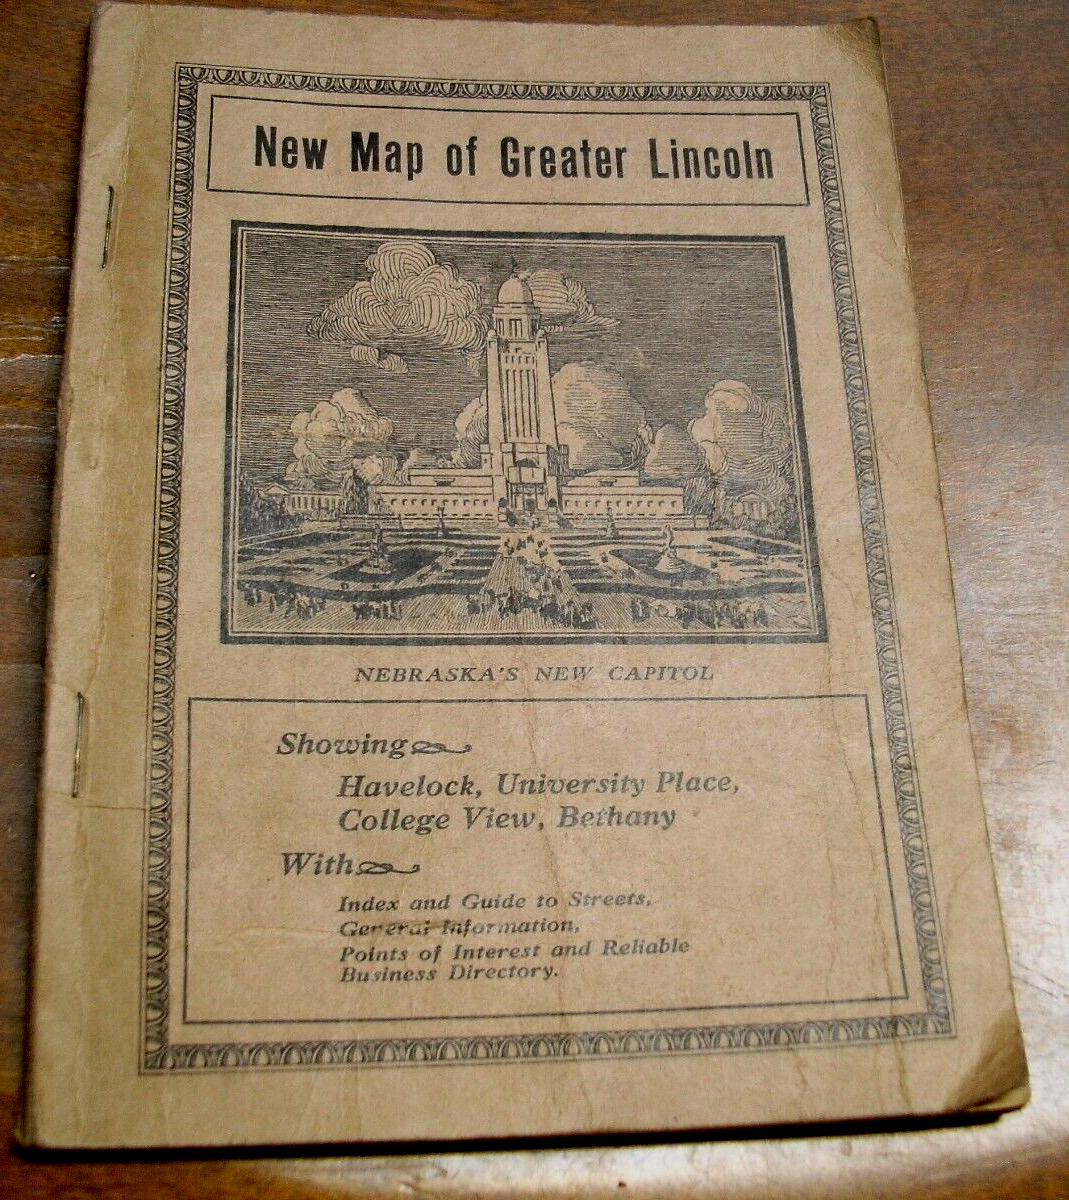 New Map of Greater Lincoln
NEBRASKA'S NEW CAPITOL
Showing
Havelock, University Place,
College View, Bethany
With
Index and Guide to Streets,
General Information,
Points of Interest and Reliable
Business Directory.